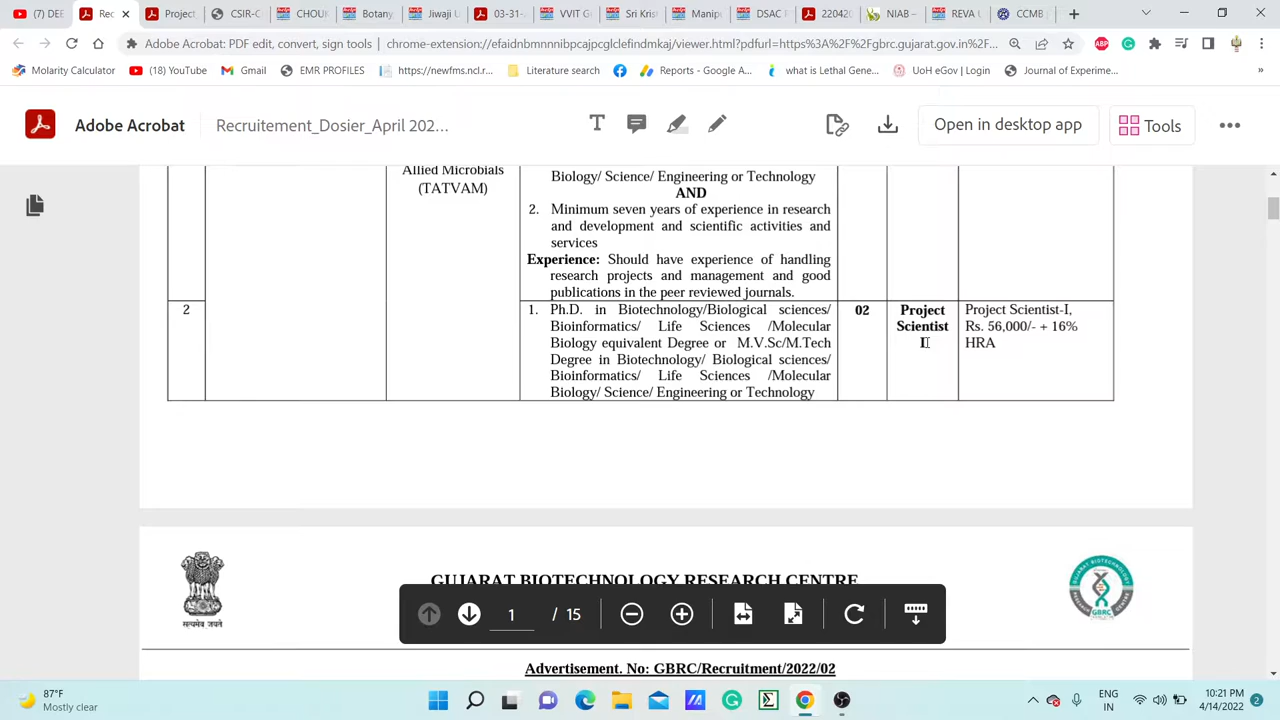 (7) DEE
Rec
Project
CSIR-C
CHOUK
Botany
Jiwaji
03-31-
VVIT G
Sri Kris
Manip
DSAC
220420
NIAB –
REVA U
CCMB
Adobe Acrobat: PDF edit, convert, sign tools | chrome-extension://efaidnbmnnnibpcajpcglclefindmkaj/viewer.html?pdfurl=https%3A%2F%2Fgbrc.gujarat.gov.in%2F...
Molarity Calculator
(18) YouTube
Gmail
EMR PROFILES
https://newfms.ncl.r...
Literature search
Reports - Google A...
what is Lethal Gene...
UoH eGov | Login
Journal of Experime...
»
Adobe Acrobat
Recruitement_Dosier_April 202...
Open in desktop app
Tools
Allied Microbials
(TATVAM)
Biology/ Science/ Engineering or Technology
AND
2. Minimum seven years of experience in research
and development and scientific activities and
services
Experience: Should have experience of handling
research projects and management and good
publications in the peer reviewed journals.
2
1. Ph.D. in Biotechnology/Biological sciences/
Bioinformatics/ Life Sciences /Molecular
Biology equivalent Degree or M.V.Sc/M.Tech
Degree in Biotechnology/ Biological sciences/
Bioinformatics/ Life Sciences /Molecular
Biology/ Science/ Engineering or Technology
02
Project
Scientist
I
Project Scientist-I,
Rs. 56,000/- + 16%
HRA
सत्यमेव जयते
GUJARAT BIOTECHNOLOGY RESEARCH CENTRE
GBRC
1 / 15
Advertisement. No: GBRC/Recruitment/2022/02
87°F
Mostly clear
ENG
IN
10:21 PM
4/14/2022
2